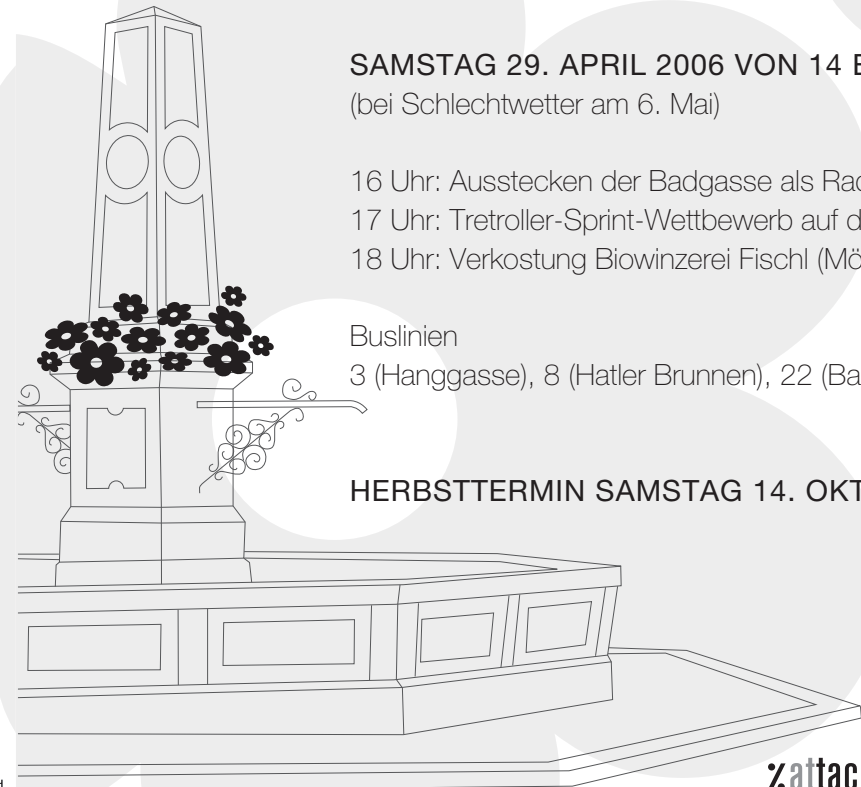 SAMSTAG 29. APRIL 2006 VON 14
(bei Schlechtwetter am 6. Mai)
16 Uhr: Ausstecken der Badgasse als
17 Uhr: Tretroller-Sprint-Wettbewerb auf
18 Uhr: Verkostung Biowinzerei Fischl
Buslinien
3 (Hanggasse), 8 (Hatler Brunnen), 22
HERBSTTERMIN SAMSTAG 14.
attac